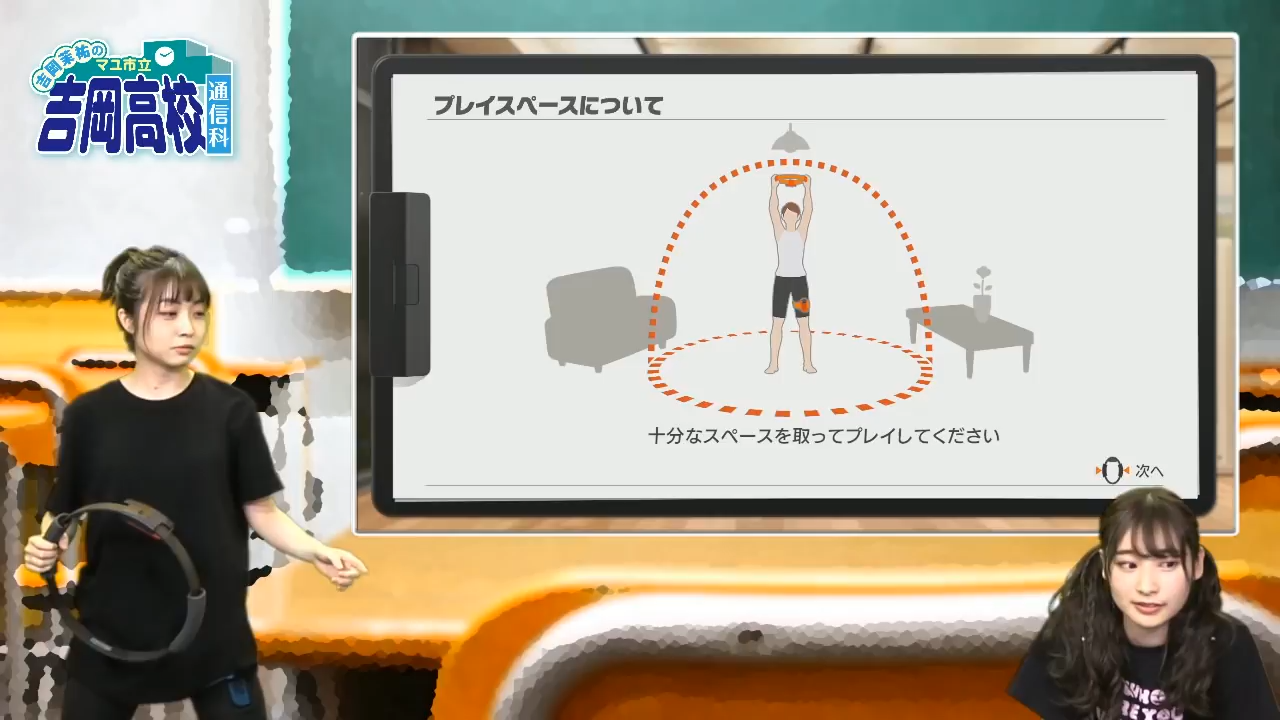 吉岡茉祐の
マユ市立
吉岡高校
通信科
プレイスペースについて
十分なスペースを取ってプレイしてください
次へ
WHO